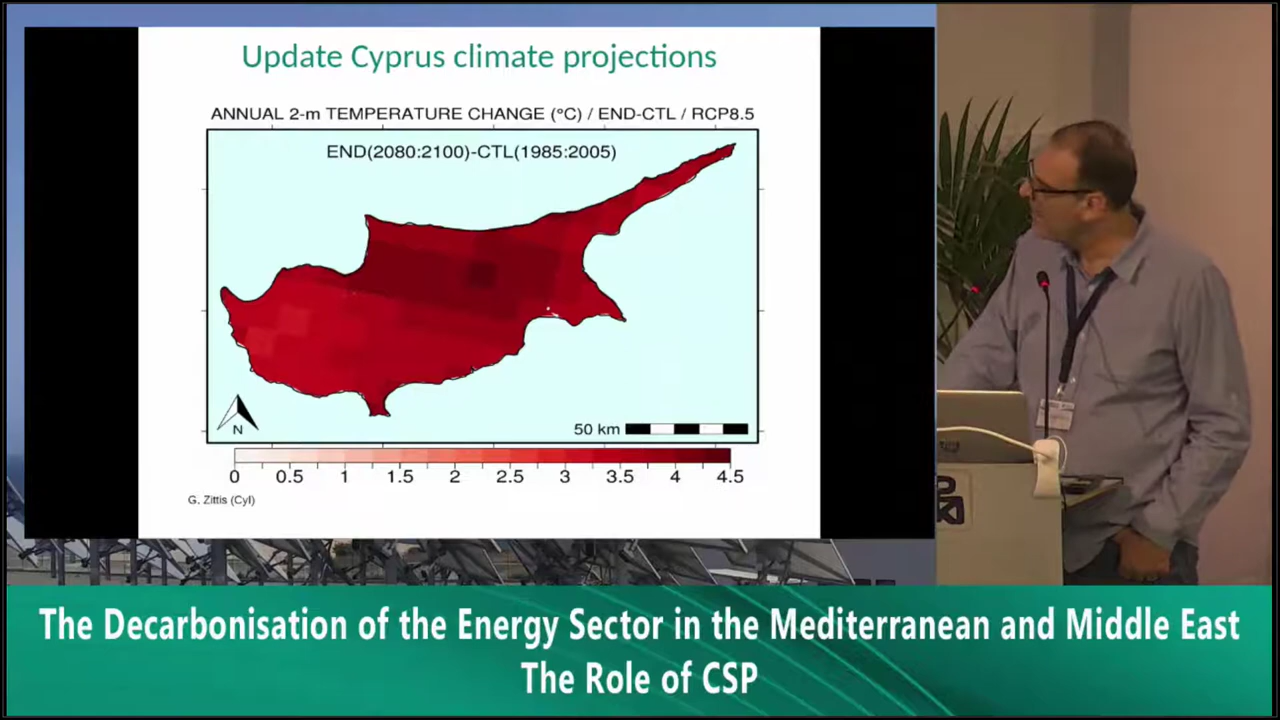 Update Cyprus climate projections
ANNUAL 2-m TEMPERATURE CHANGE (°C) / END-CTL / RCP8.5
END(2080:2100)-CTL(1985:2005)
N
50 km
0 0.5 1 1.5 2 2.5 3 3.5 4 4.5
G. Zittis (CyI)
The Decarbonisation of the Energy Sector in the Mediterranean and Middle East
The Role of CSP